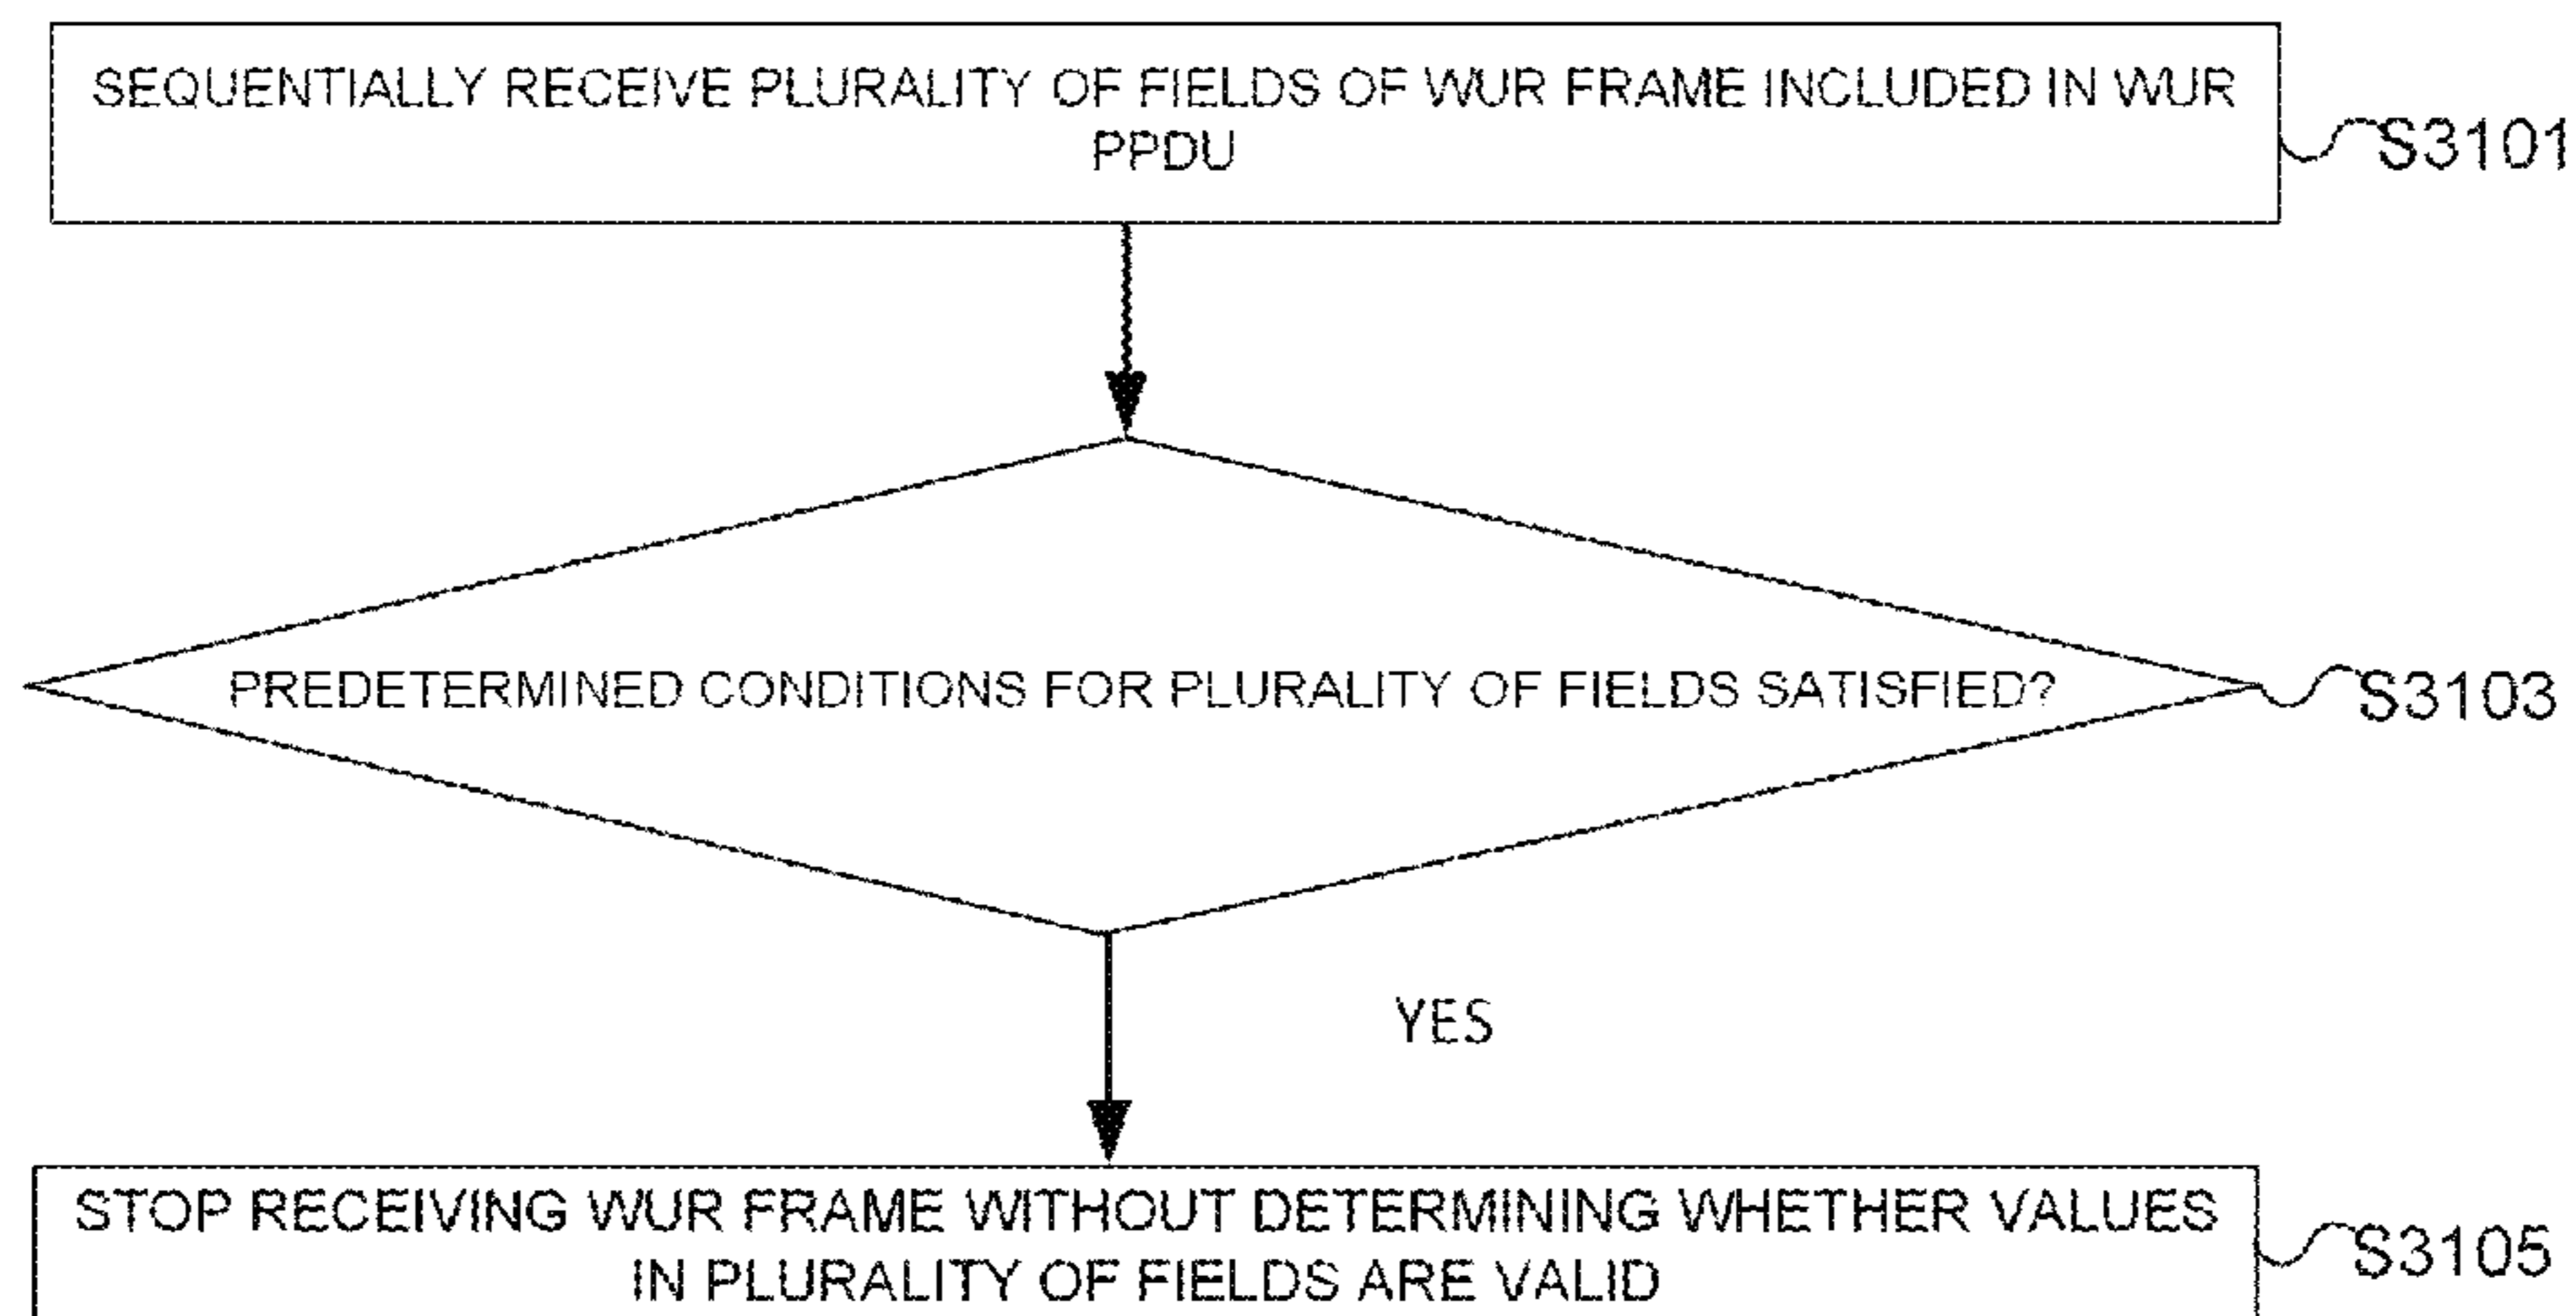 SEQUENTIALLY RECEIVE PLURALITY OF FIELDS OF WUR FRAME INCLUDED IN WUR
PPDU
S3101
PREDETERMINED CONDITIONS FOR PLURALITY OF FIELDS SATISFIED?
S3103
YES
STOP RECEIVING WUR FRAME WITHOUT DETERMINING WHETHER VALUES
IN PLURALITY OF FIELDS ARE VALID
S3105